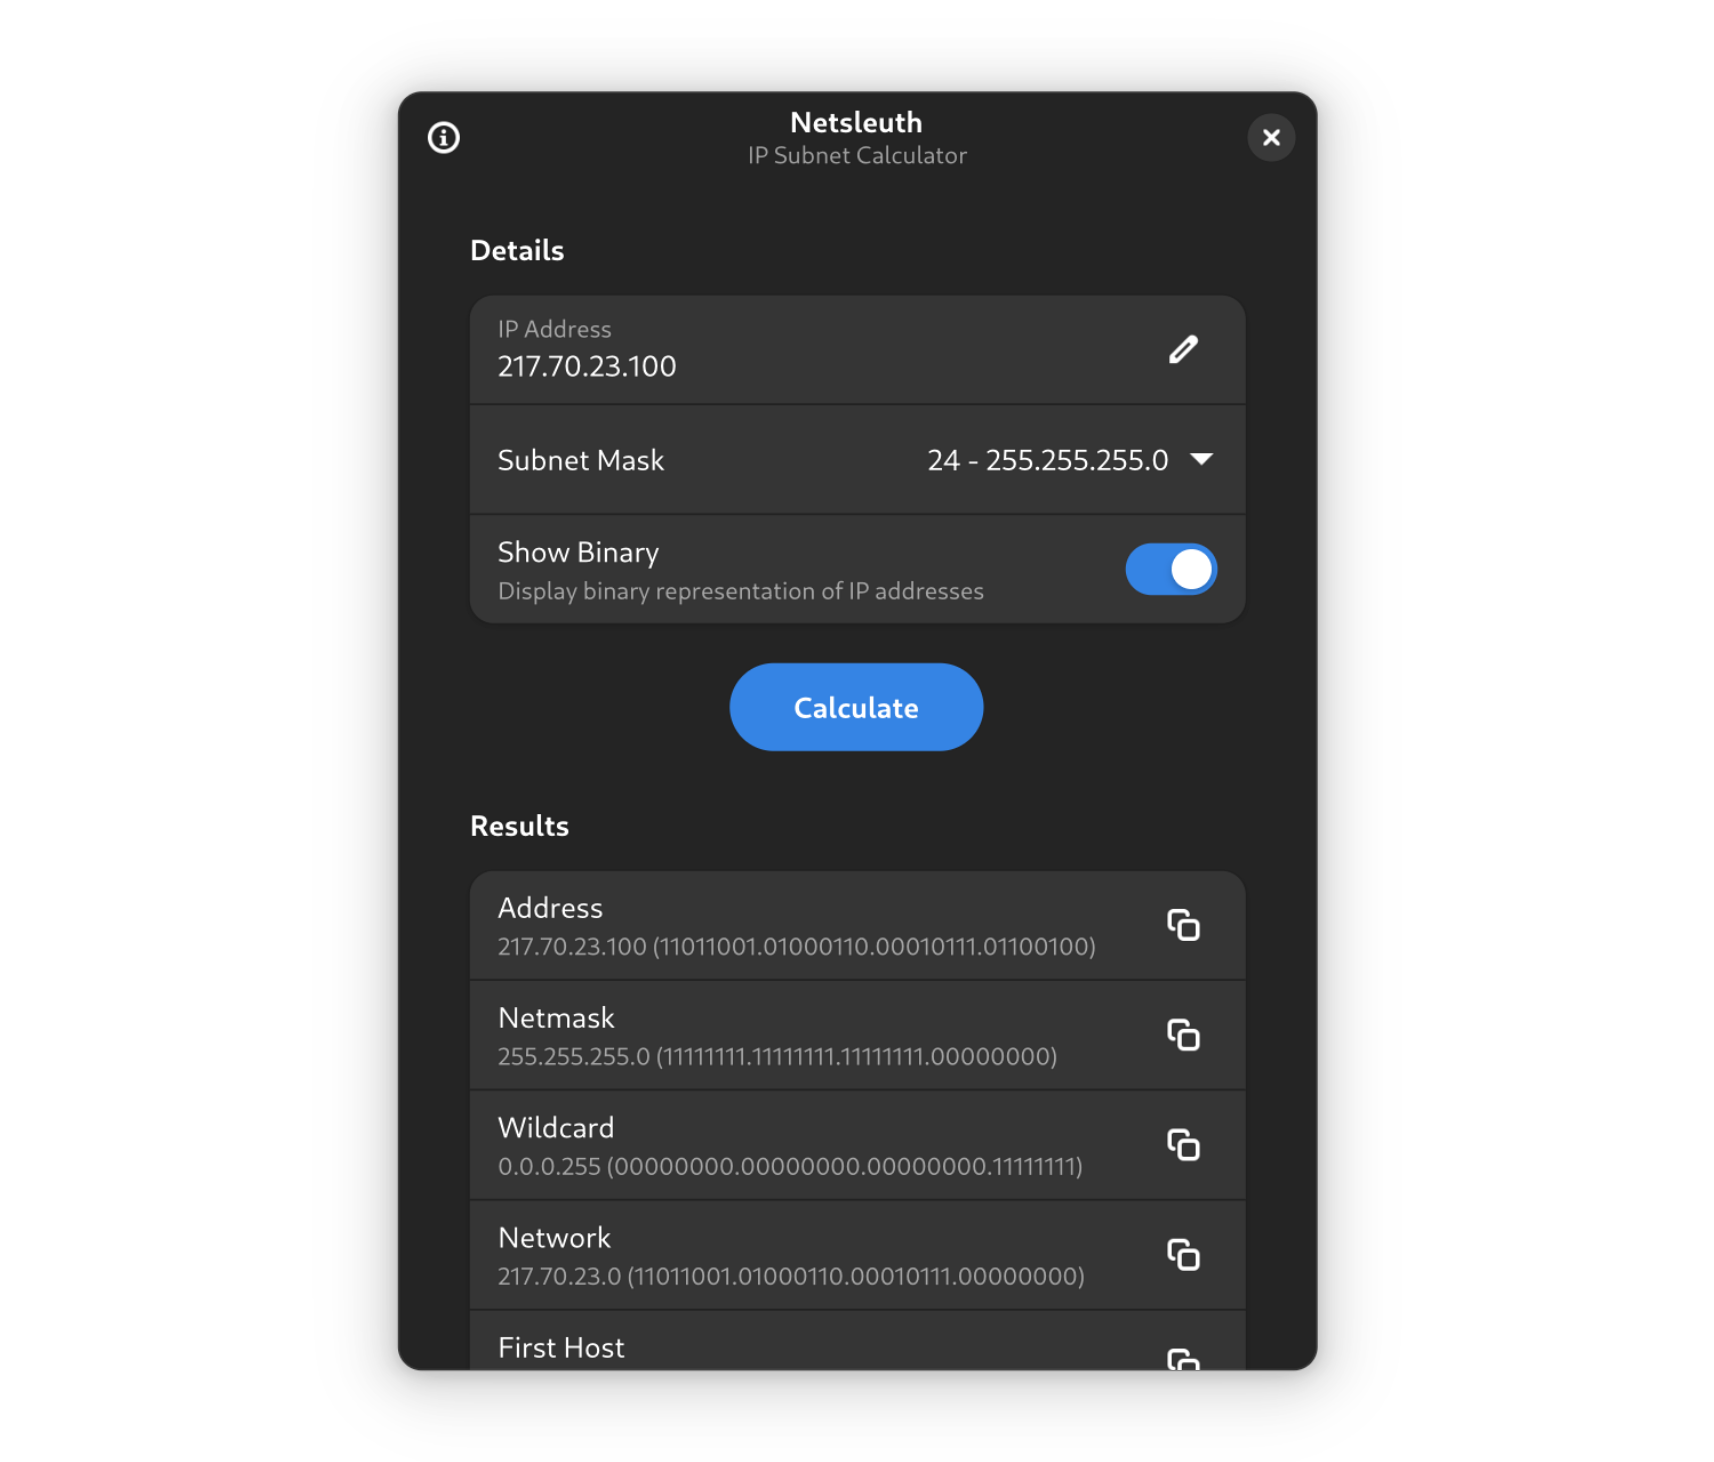 Netsleuth
IP Subnet Calculator
Details
IP Address
217.70.23.100
Subnet Mask
24 - 255.255.255.0
Show Binary
Display binary representation of IP addresses
Calculate
Results
Address
217.70.23.100 (11011001.01000110.00010111.01100100)
Netmask
255.255.255.0 (11111111.11111111.11111111.00000000)
Wildcard
0.0.0.255 (00000000.00000000.00000000.11111111)
Network
217.70.23.0 (11011001.01000110.00010111.00000000)
First Host